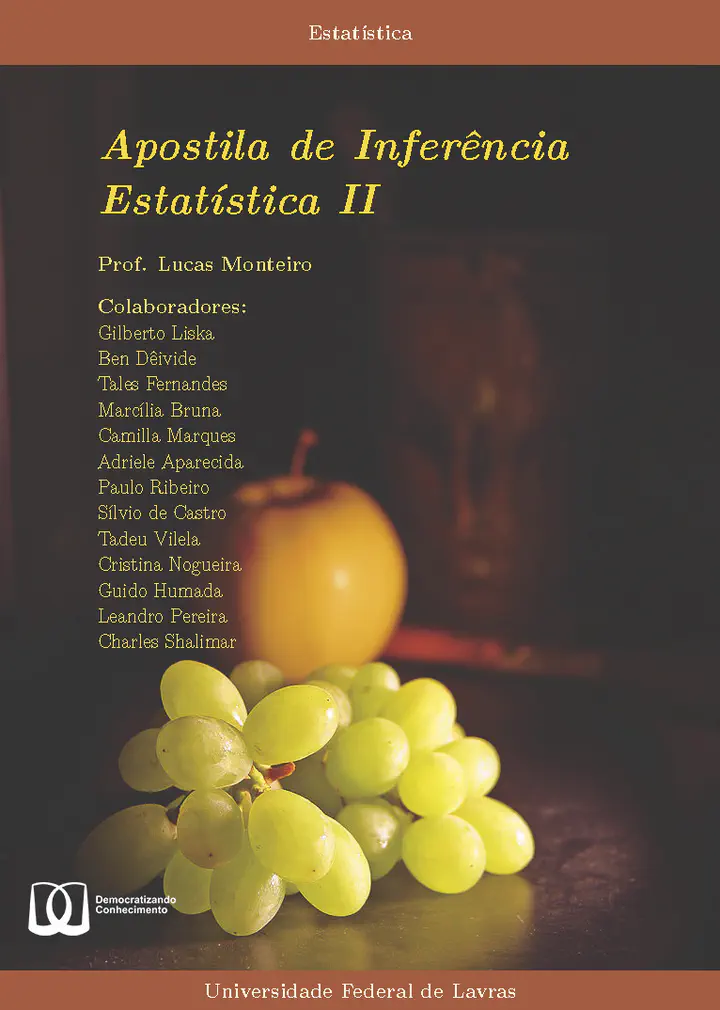 Estatística
Apostila de Inferência
Estatística II
Prof. Lucas Monteiro
Colaboradores:
Gilberto Liska
Ben Dêivide
Tales Fernandes
Marcília Bruna
Camilla Marques
Adriele Aparecida
Paulo Ribeiro
Sílvio de Castro
Tadeu Vilela
Cristina Nogueira
Guido Humada
Leandro Pereira
Charles Shalimar
Democratizando
Conhecimento
Universidade Federal de Lavras